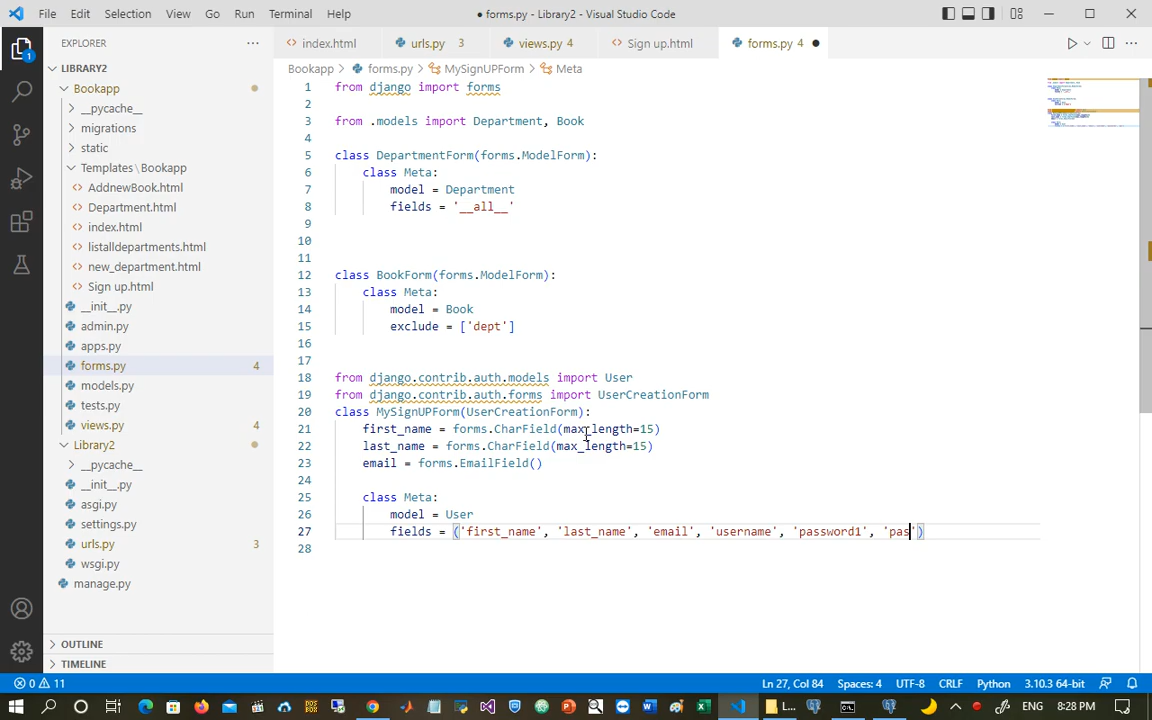 File Edit Selection View Go Run Terminal Help
● forms.py - Library2 - Visual Studio Code
EXPLORER
index.html
urls.py 3
views.py 4
Sign up.html
forms.py 4 ●
LIBRARY2
Bookapp > forms.py > MySignUPForm > Meta
Bookapp
__pycache__
migrations
static
Templates \ Bookapp
AddnewBook.html
Department.html
index.html
listalldepartments.html
new_department.html
Sign up.html
__init__.py
admin.py
apps.py
forms.py 4
models.py
tests.py
views.py 4
Library2
__pycache__
__init__.py
asgi.py
settings.py
urls.py 3
wsgi.py
manage.py
OUTLINE
TIMELINE
1 from django import forms
2
3 from .models import Department, Book
4
5 class DepartmentForm(forms.ModelForm):
6 class Meta:
7 model = Department
8 fields = '__all__'
9
10
11
12 class BookForm(forms.ModelForm):
13 class Meta:
14 model = Book
15 exclude = ['dept']
16
17
18 from django.contrib.auth.models import User
19 from django.contrib.auth.forms import UserCreationForm
20 class MySignUPForm(UserCreationForm):
21 first_name = forms.CharField(max_length=15)
22 last_name = forms.CharField(max_length=15)
23 email = forms.EmailField()
24
25 class Meta:
26 model = User
27 fields = ('first_name', 'last_name', 'email', 'username', 'password1', 'pas')
28
0 11
Ln 27, Col 84 Spaces: 4 UTF-8 CRLF Python 3.10.3 64-bit
L...
ENG 8:28 PM